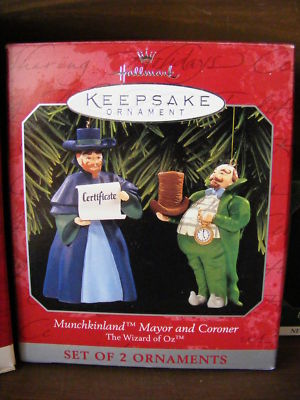 Hallmark
KEEPSAKE
ORNAMENT
Certificate
Munchkinland™ Mayor and Coroner
The Wizard of Oz™
SET OF 2 ORNAMENTS